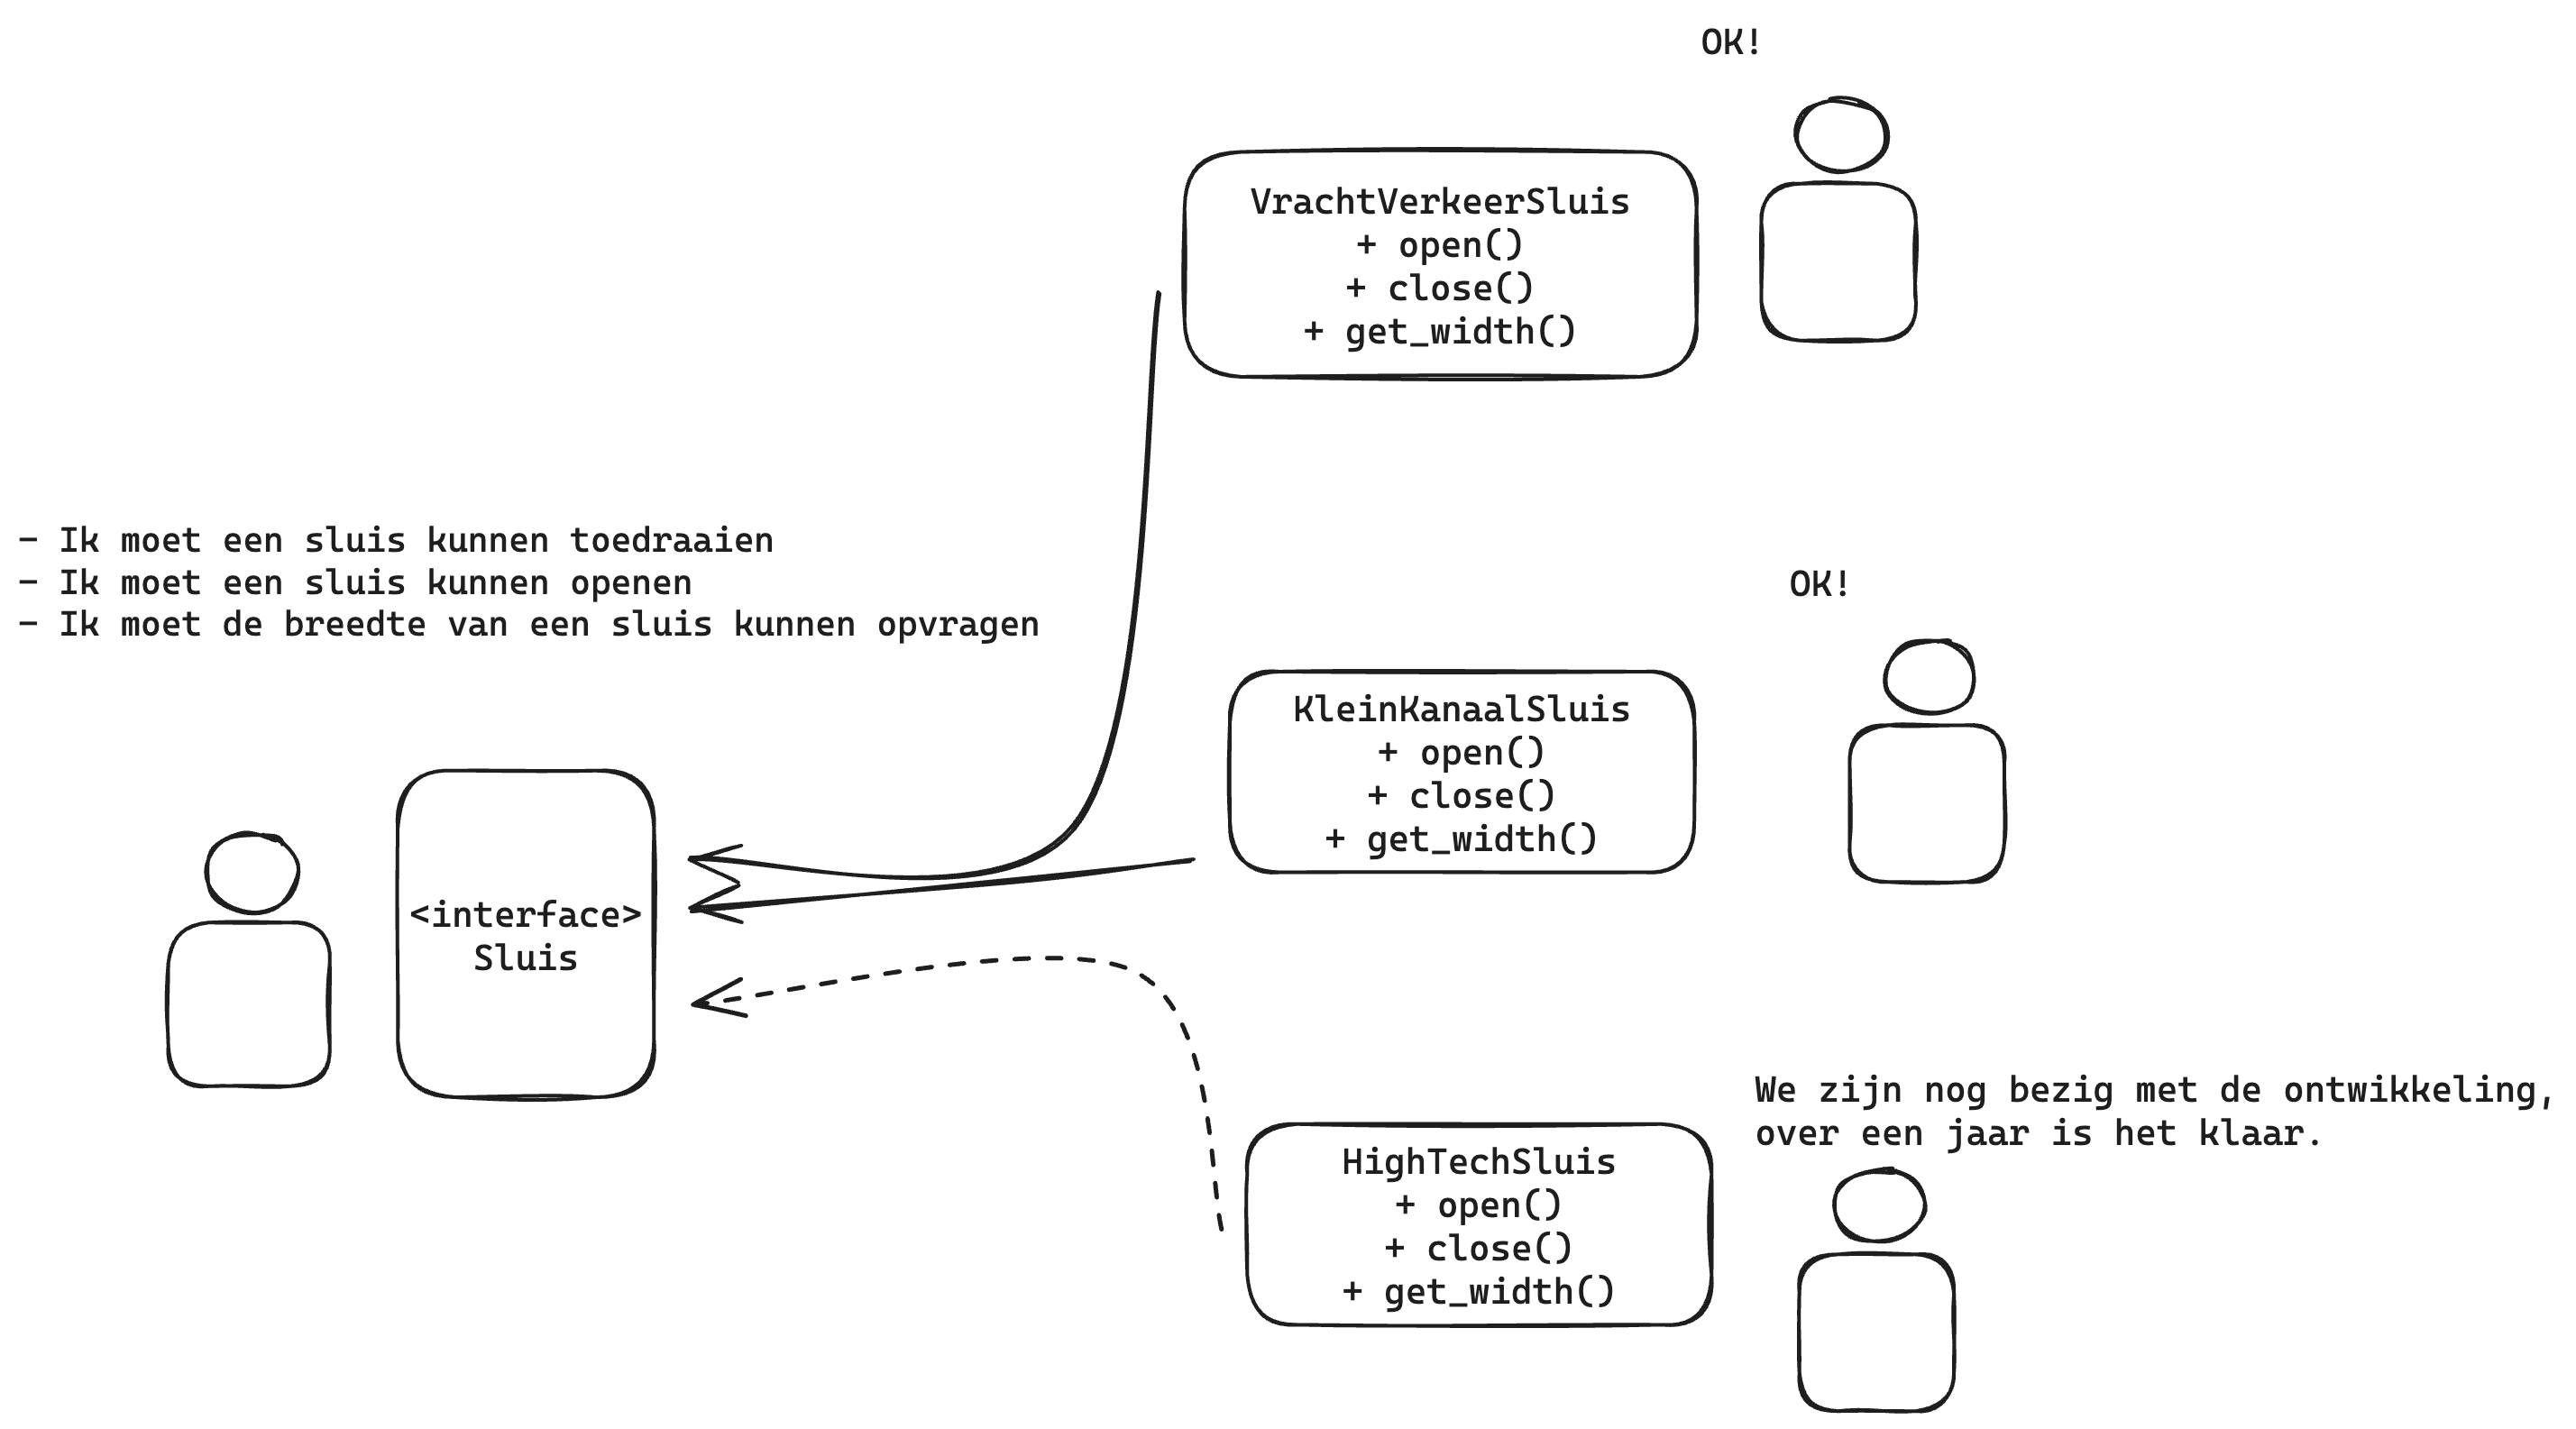 OK!
VrachtVerkeerSluis
+ open()
+ close()
+ get_width()
- Ik moet een sluis kunnen toedraaien
- Ik moet een sluis kunnen openen
- Ik moet de breedte van een sluis kunnen opvragen
OK!
KleinKanaalSluis
+ open()
+ close()
+ get_width()
<interface>
Sluis
We zijn nog bezig met de ontwikkeling,
over een jaar is het klaar.
HighTechSluis
+ open()
+ close()
+ get_width()